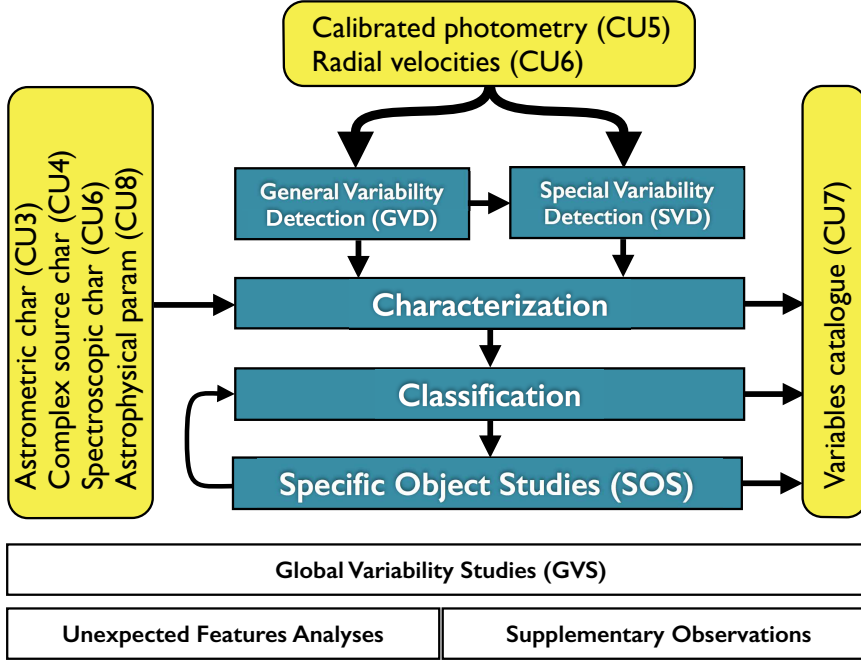 Calibrated photometry (CU5)
Radial velocities (CU6)
Astrometric char (CU3)
Complex source char (CU4)
Spectroscopic char (CU6)
Astrophysical param (CU8)
General Variability
Detection (GVD)
Special Variability
Detection (SVD)
Characterization
Classification
Specific Object Studies (SOS)
Variables catalogue (CU7)
Global Variability Studies (GVS)
Unexpected Features Analyses
Supplementary Observations